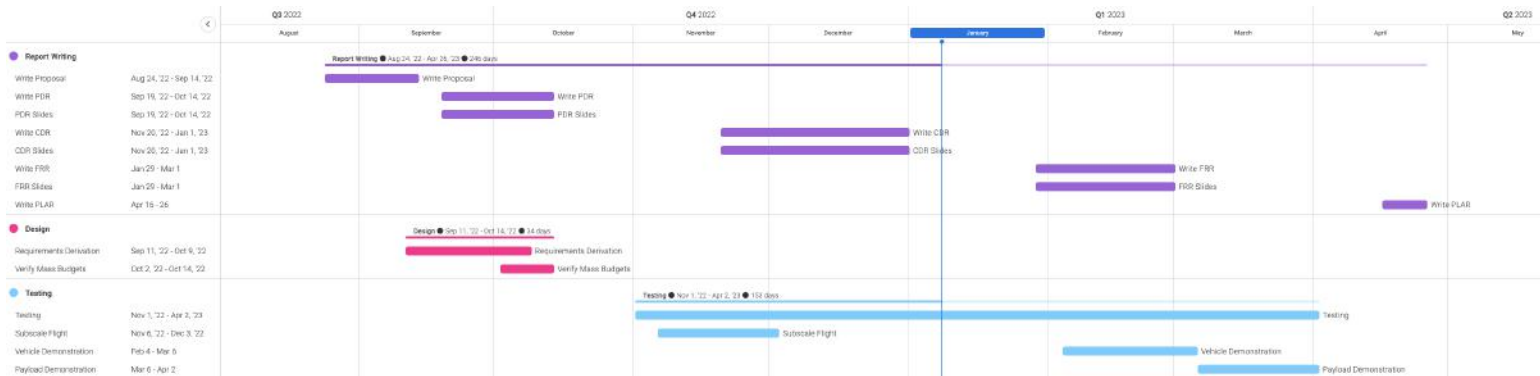 Q3 2022 Q4 2022 Q1 2023 Q2 2023
August September October November December January February March April May
Report Writing
Report Writing ● Aug 24, '22 - Apr 26, '23 ● 246 days
Write Proposal Aug 24, '22 - Sep 14, '22 Write Proposal
Write PDR Sep 19, '22 - Oct 14, '22 Write PDR
PDR Slides Sep 19, '22 - Oct 14, '22 PDR Slides
Write CDR Nov 20, '22 - Jan 1, '23 Write CDR
CDR Slides Nov 20, '22 - Jan 1, '23 CDR Slides
Write FRR Jan 29 - Mar 1 Write FRR
FRR Slides Jan 29 - Mar 1 FRR Slides
Write PLAR Apr 16 - 26 Write PLAR
Design
Design ● Sep 11, '22 - Oct 14, '22 ● 34 days
Requirements Derivation Sep 11, '22 - Oct 9, '22 Requirements Derivation
Verify Mass Budgets Oct 2, '22 - Oct 14, '22 Verify Mass Budgets
Testing
Testing ● Nov 1, '22 - Apr 2, '23 ● 153 days
Testing Nov 1, '22 - Apr 2, '23 Testing
Subscale Flight Nov 6, '22 - Dec 3, '22 Subscale Flight
Vehicle Demonstration Feb 4 - Mar 6 Vehicle Demonstration
Payload Demonstration Mar 6 - Apr 2 Payload Demonstration